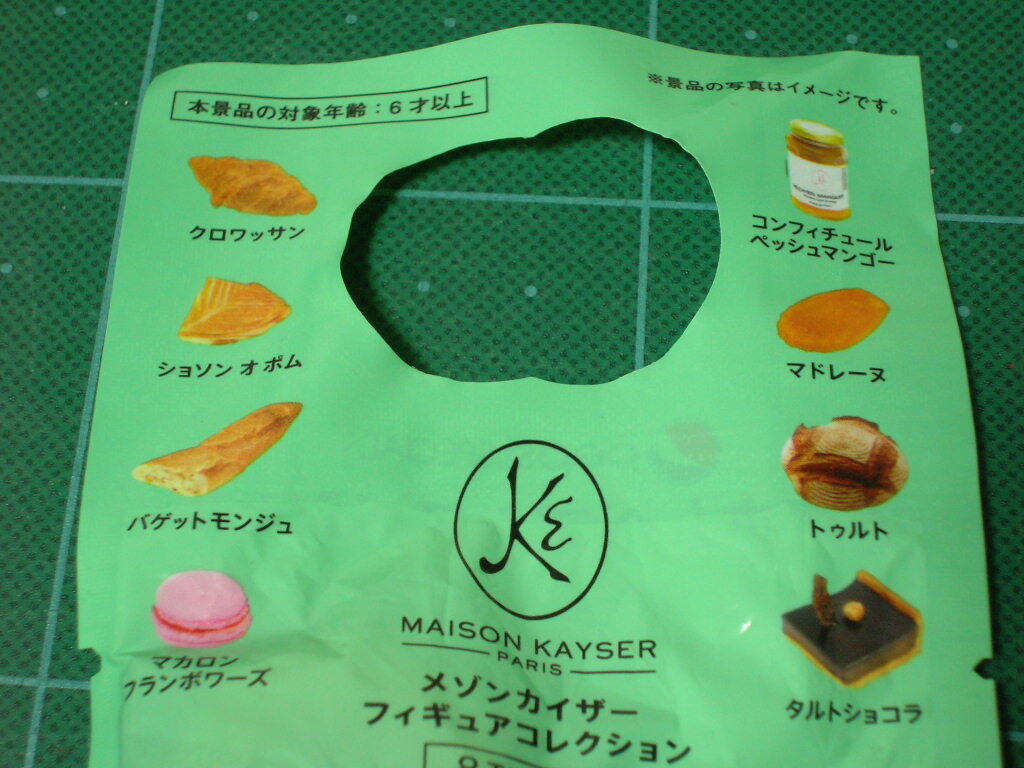 本景品の対象年齢：6才以上
※景品の写真はイメージです。
クロワッサン
コンフィチュール
ペッシュマンゴー
ショソン オ ポム
マドレーヌ
バゲットモンジュ
トゥルト
マカロン
フランボワーズ
タルトショコラ
KE
MAISON KAYSER
PARIS
メゾンカイザー
フィギュアコレクション